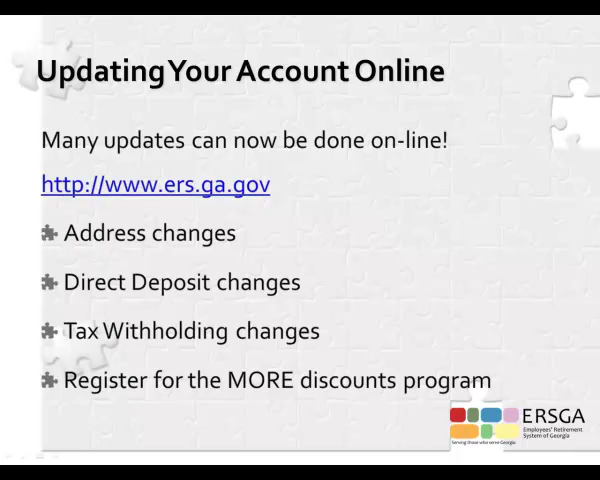 Updating Your Account Online
Many updates can now be done on-line!
http://www.ers.ga.gov
Address changes
Direct Deposit changes
Tax Withholding changes
Register for the MORE discounts program
ERSGA
Employees' Retirement
System of Georgia
Serving those who serve Georgia